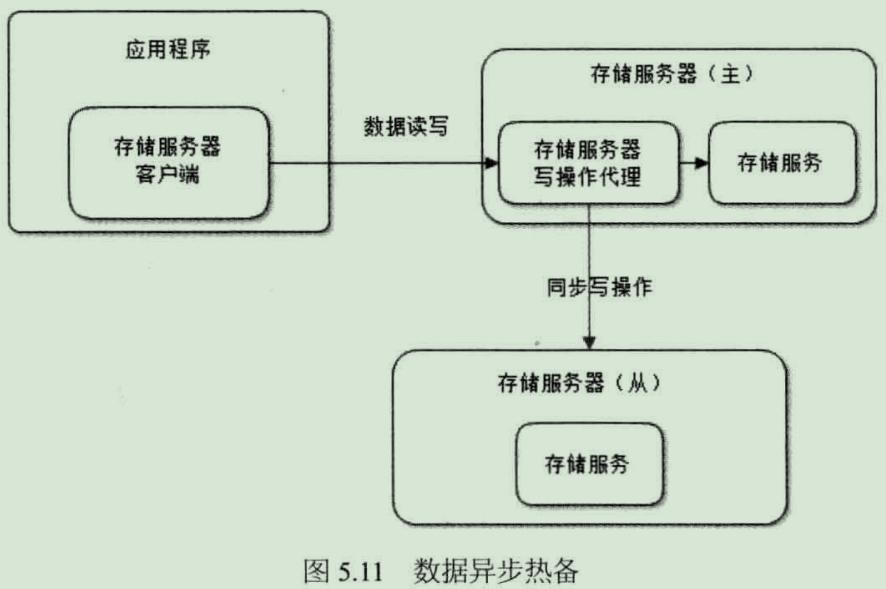 应用程序
存储服务器
客户端
数据读写
存储服务器（主）
存储服务器
写操作代理
存储服务
同步写操作
存储服务器（从）
存储服务
图 5.11 数据异步热备